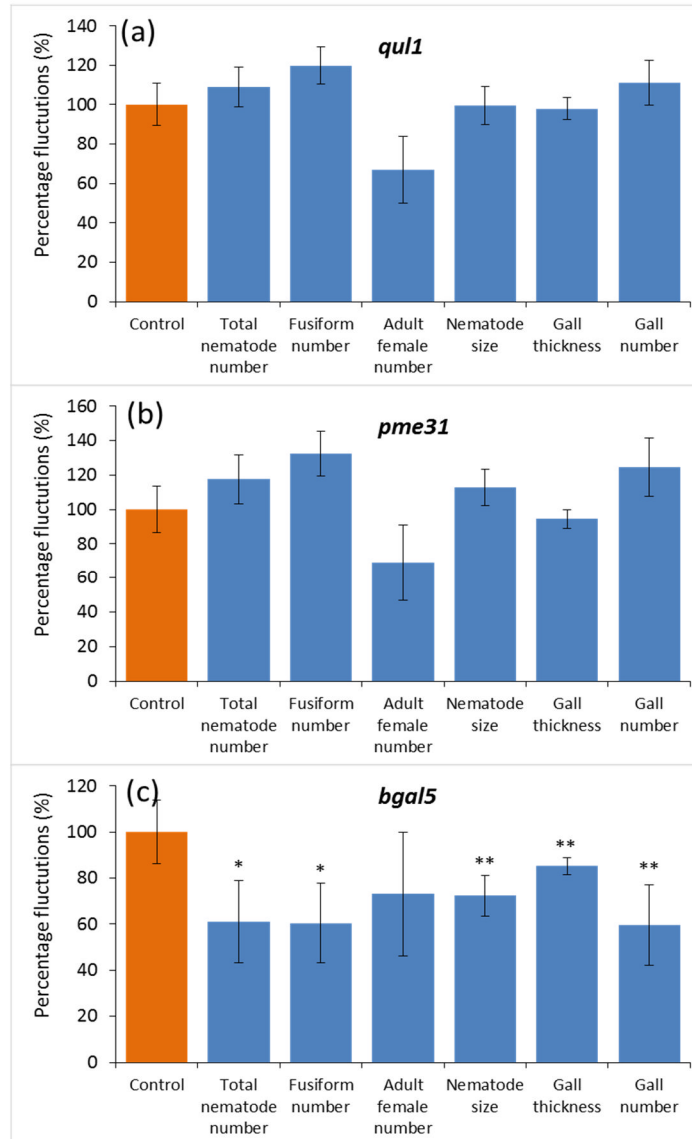 (a)
qul1
Percentage fluctutions (%)
140
120
100
80
60
40
20
0
Control
Total nematode number
Fusiform number
Adult female number
Nematode size
Gall thickness
Gall number
(b)
pme31
Percentage fluctutions (%)
160
140
120
100
80
60
40
20
0
Control
Total nematode number
Fusiform number
Adult female number
Nematode size
Gall thickness
Gall number
(c)
bgal5
Percentage fluctutions (%)
120
100
80
60
40
20
0
*
*
**
**
**
Control
Total nematode number
Fusiform number
Adult female number
Nematode size
Gall thickness
Gall number